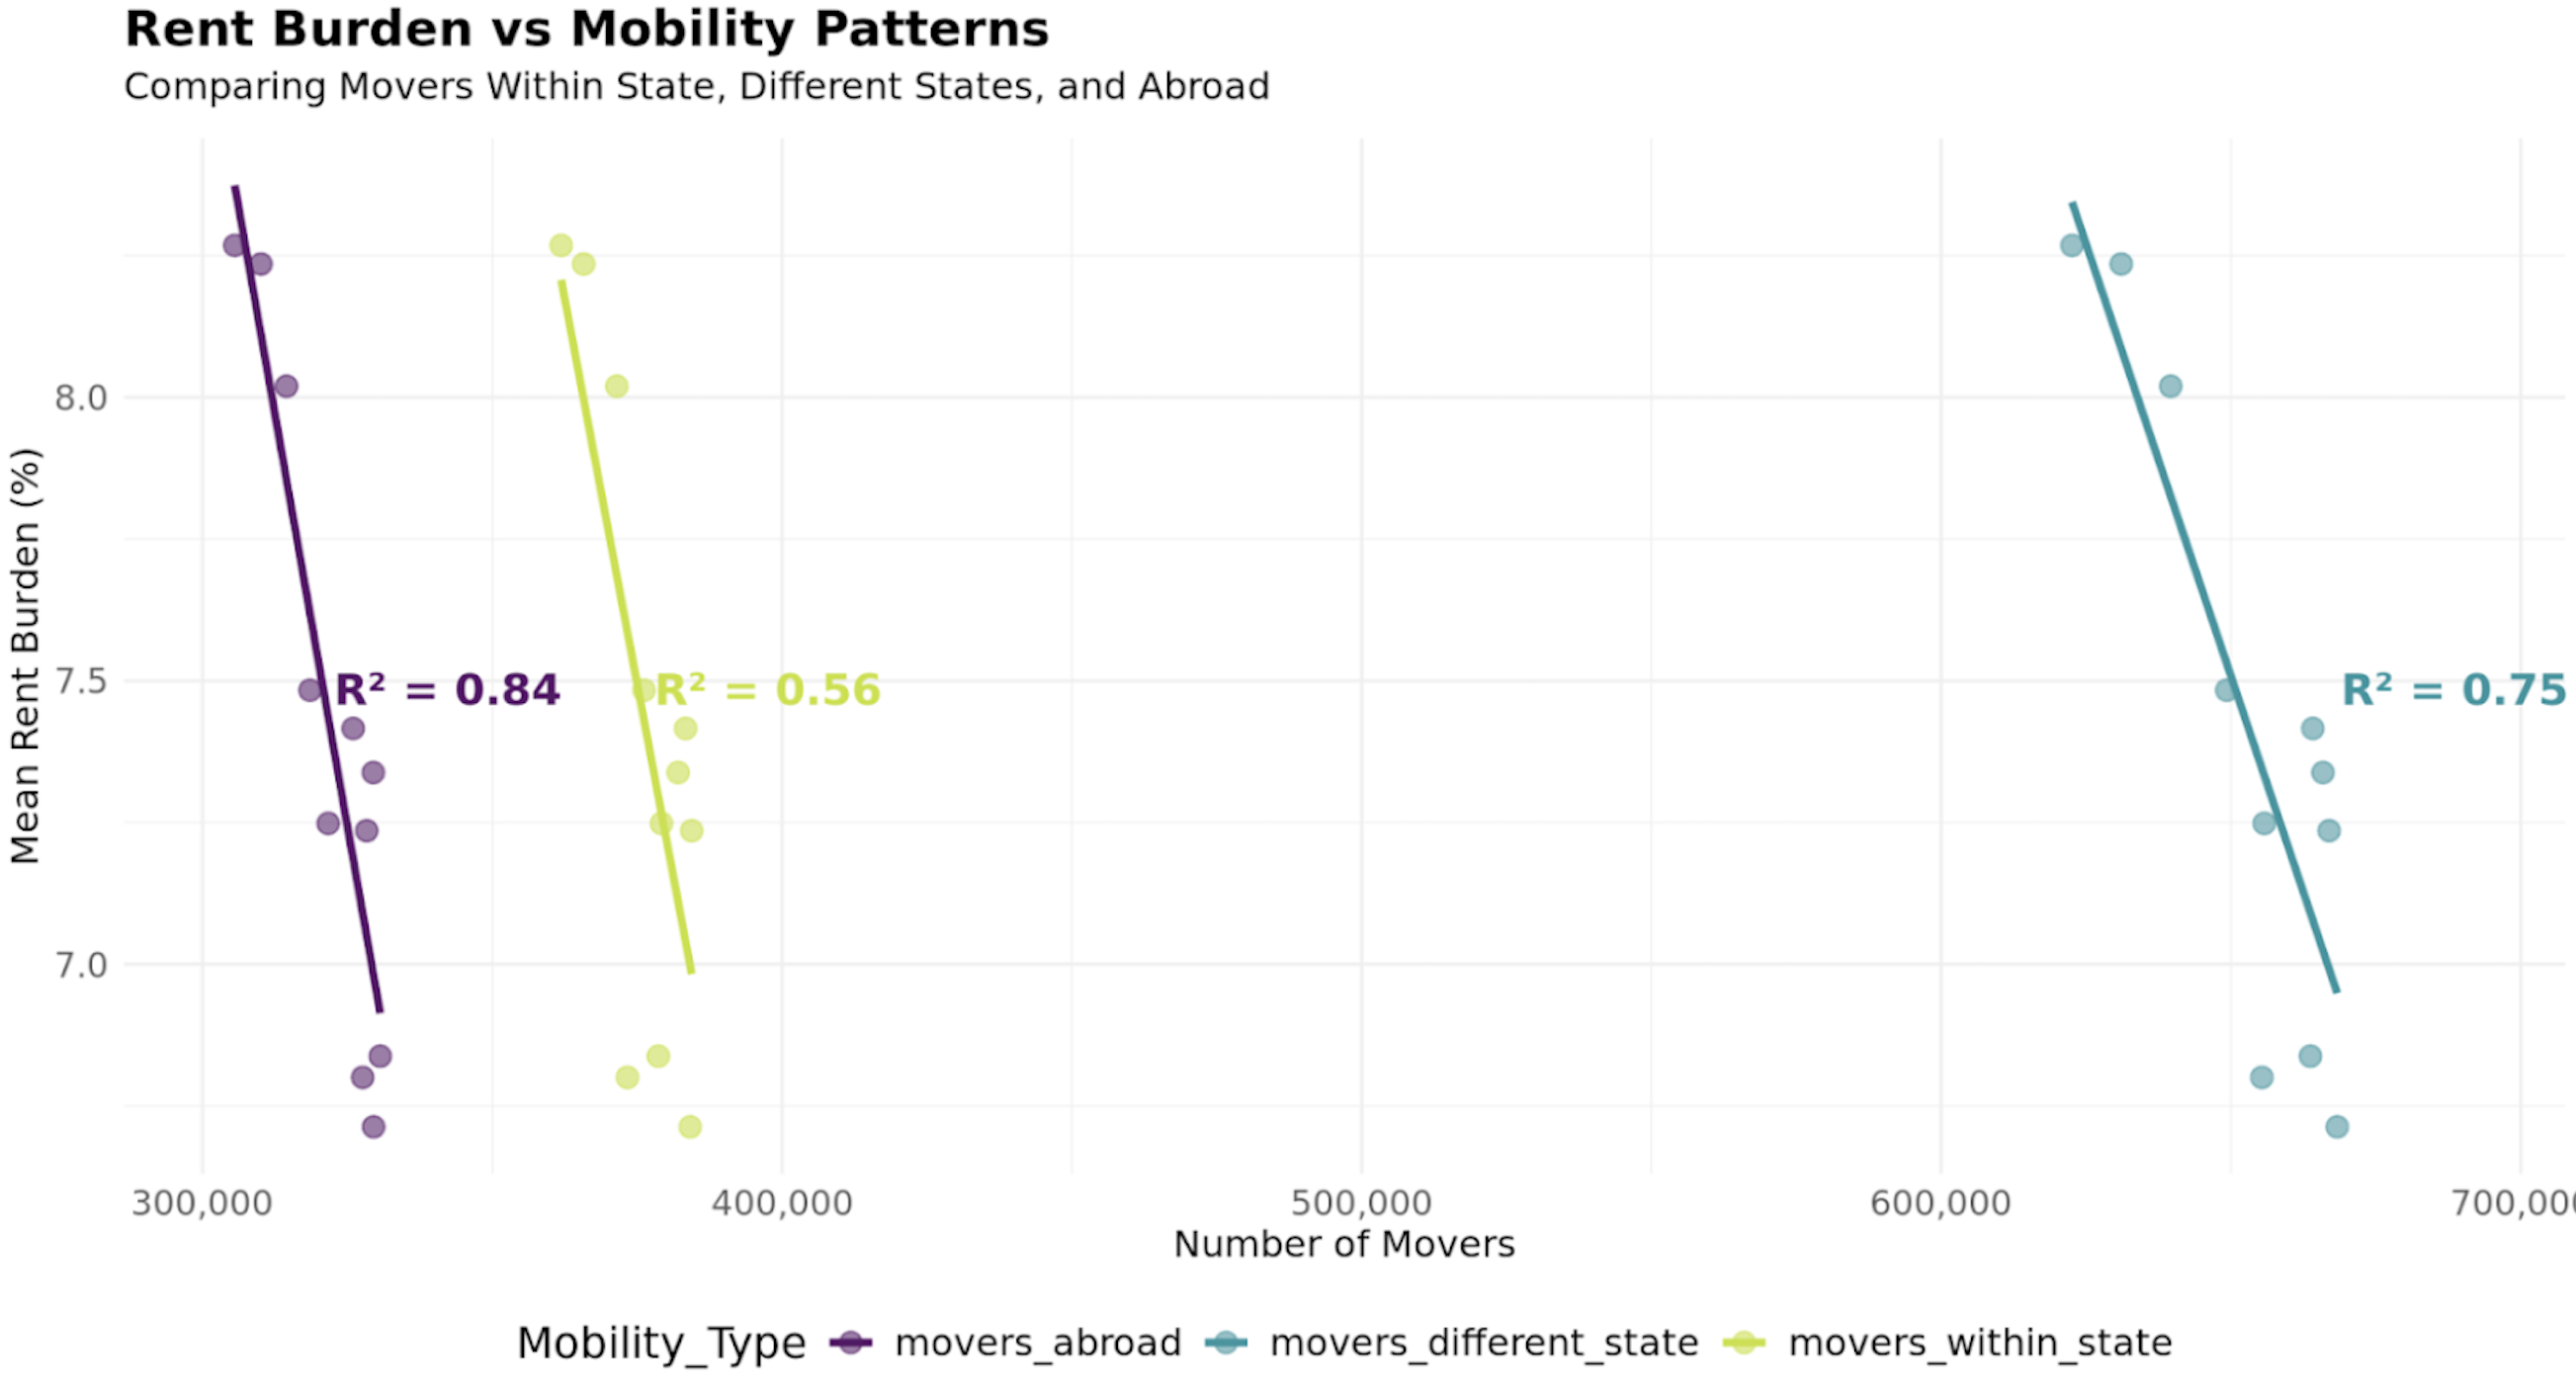 Rent Burden vs Mobility Patterns
Comparing Movers Within State, Different States, and Abroad
Mean Rent Burden (%)
8.0
7.5
7.0
R² = 0.84
R² = 0.56
R² = 0.75
300,000
400,000
500,000
600,000
700,00
Number of Movers
Mobility_Type
movers_abroad
movers_different_state
movers_within_state